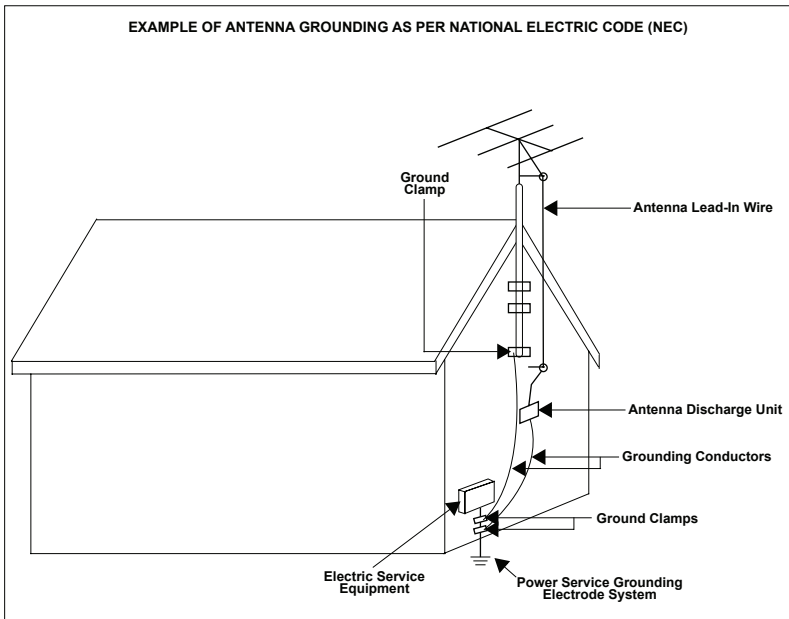 EXAMPLE OF ANTENNA GROUNDING AS PER NATIONAL ELECTRIC CODE (NEC)
Ground
Clamp
Antenna Lead-In Wire
Antenna Discharge Unit
Grounding Conductors
Ground Clamps
Electric Service
Equipment
Power Service Grounding
Electrode System